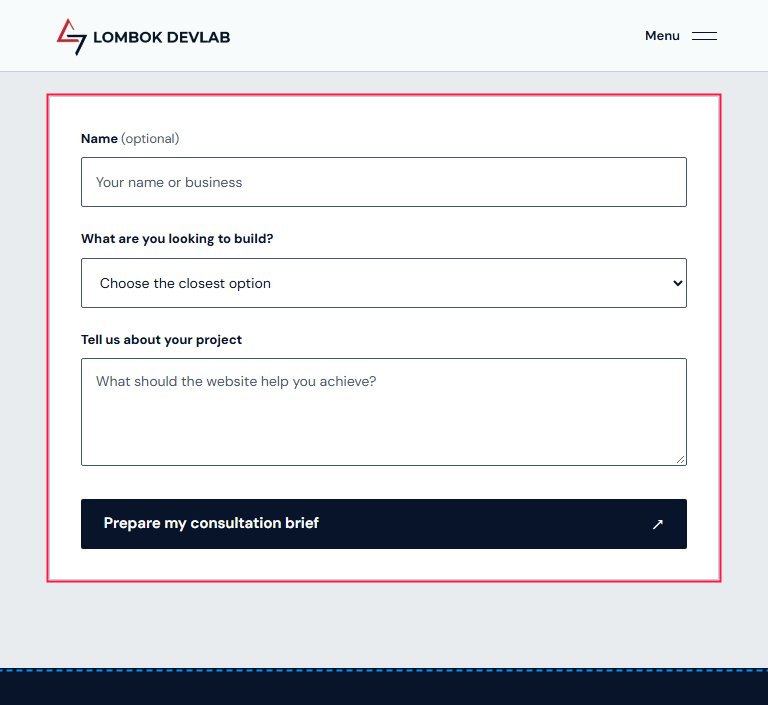 LOMBOK DEVLAB
Menu
Name (optional)
Your name or business
What are you looking to build?
Choose the closest option
Tell us about your project
What should the website help you achieve?
Prepare my consultation brief ↗